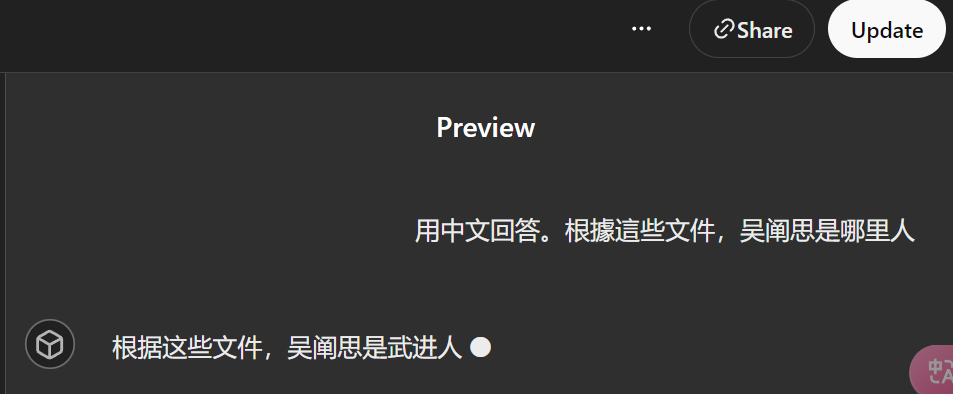 Share
Update
Preview
用中文回答。根據這些文件，吴阐思是哪里人
根据这些文件，吴阐思是武进人
中
A